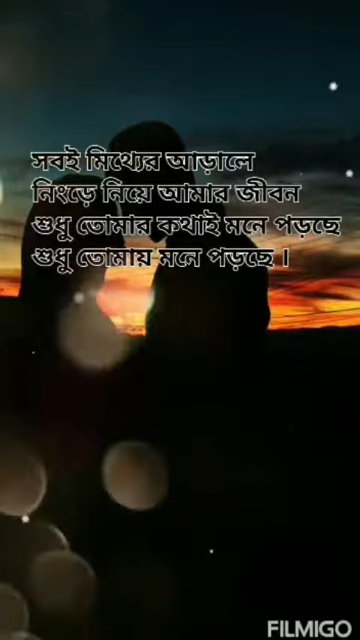 সবই মিথ্যের আড়ালে
নিংড়ে নিয়ে আমার জীবন
শুধু তোমার কথাই মনে পড়ছে
শুধু তোমায় মনে পড়ছে ।
FILMIGO